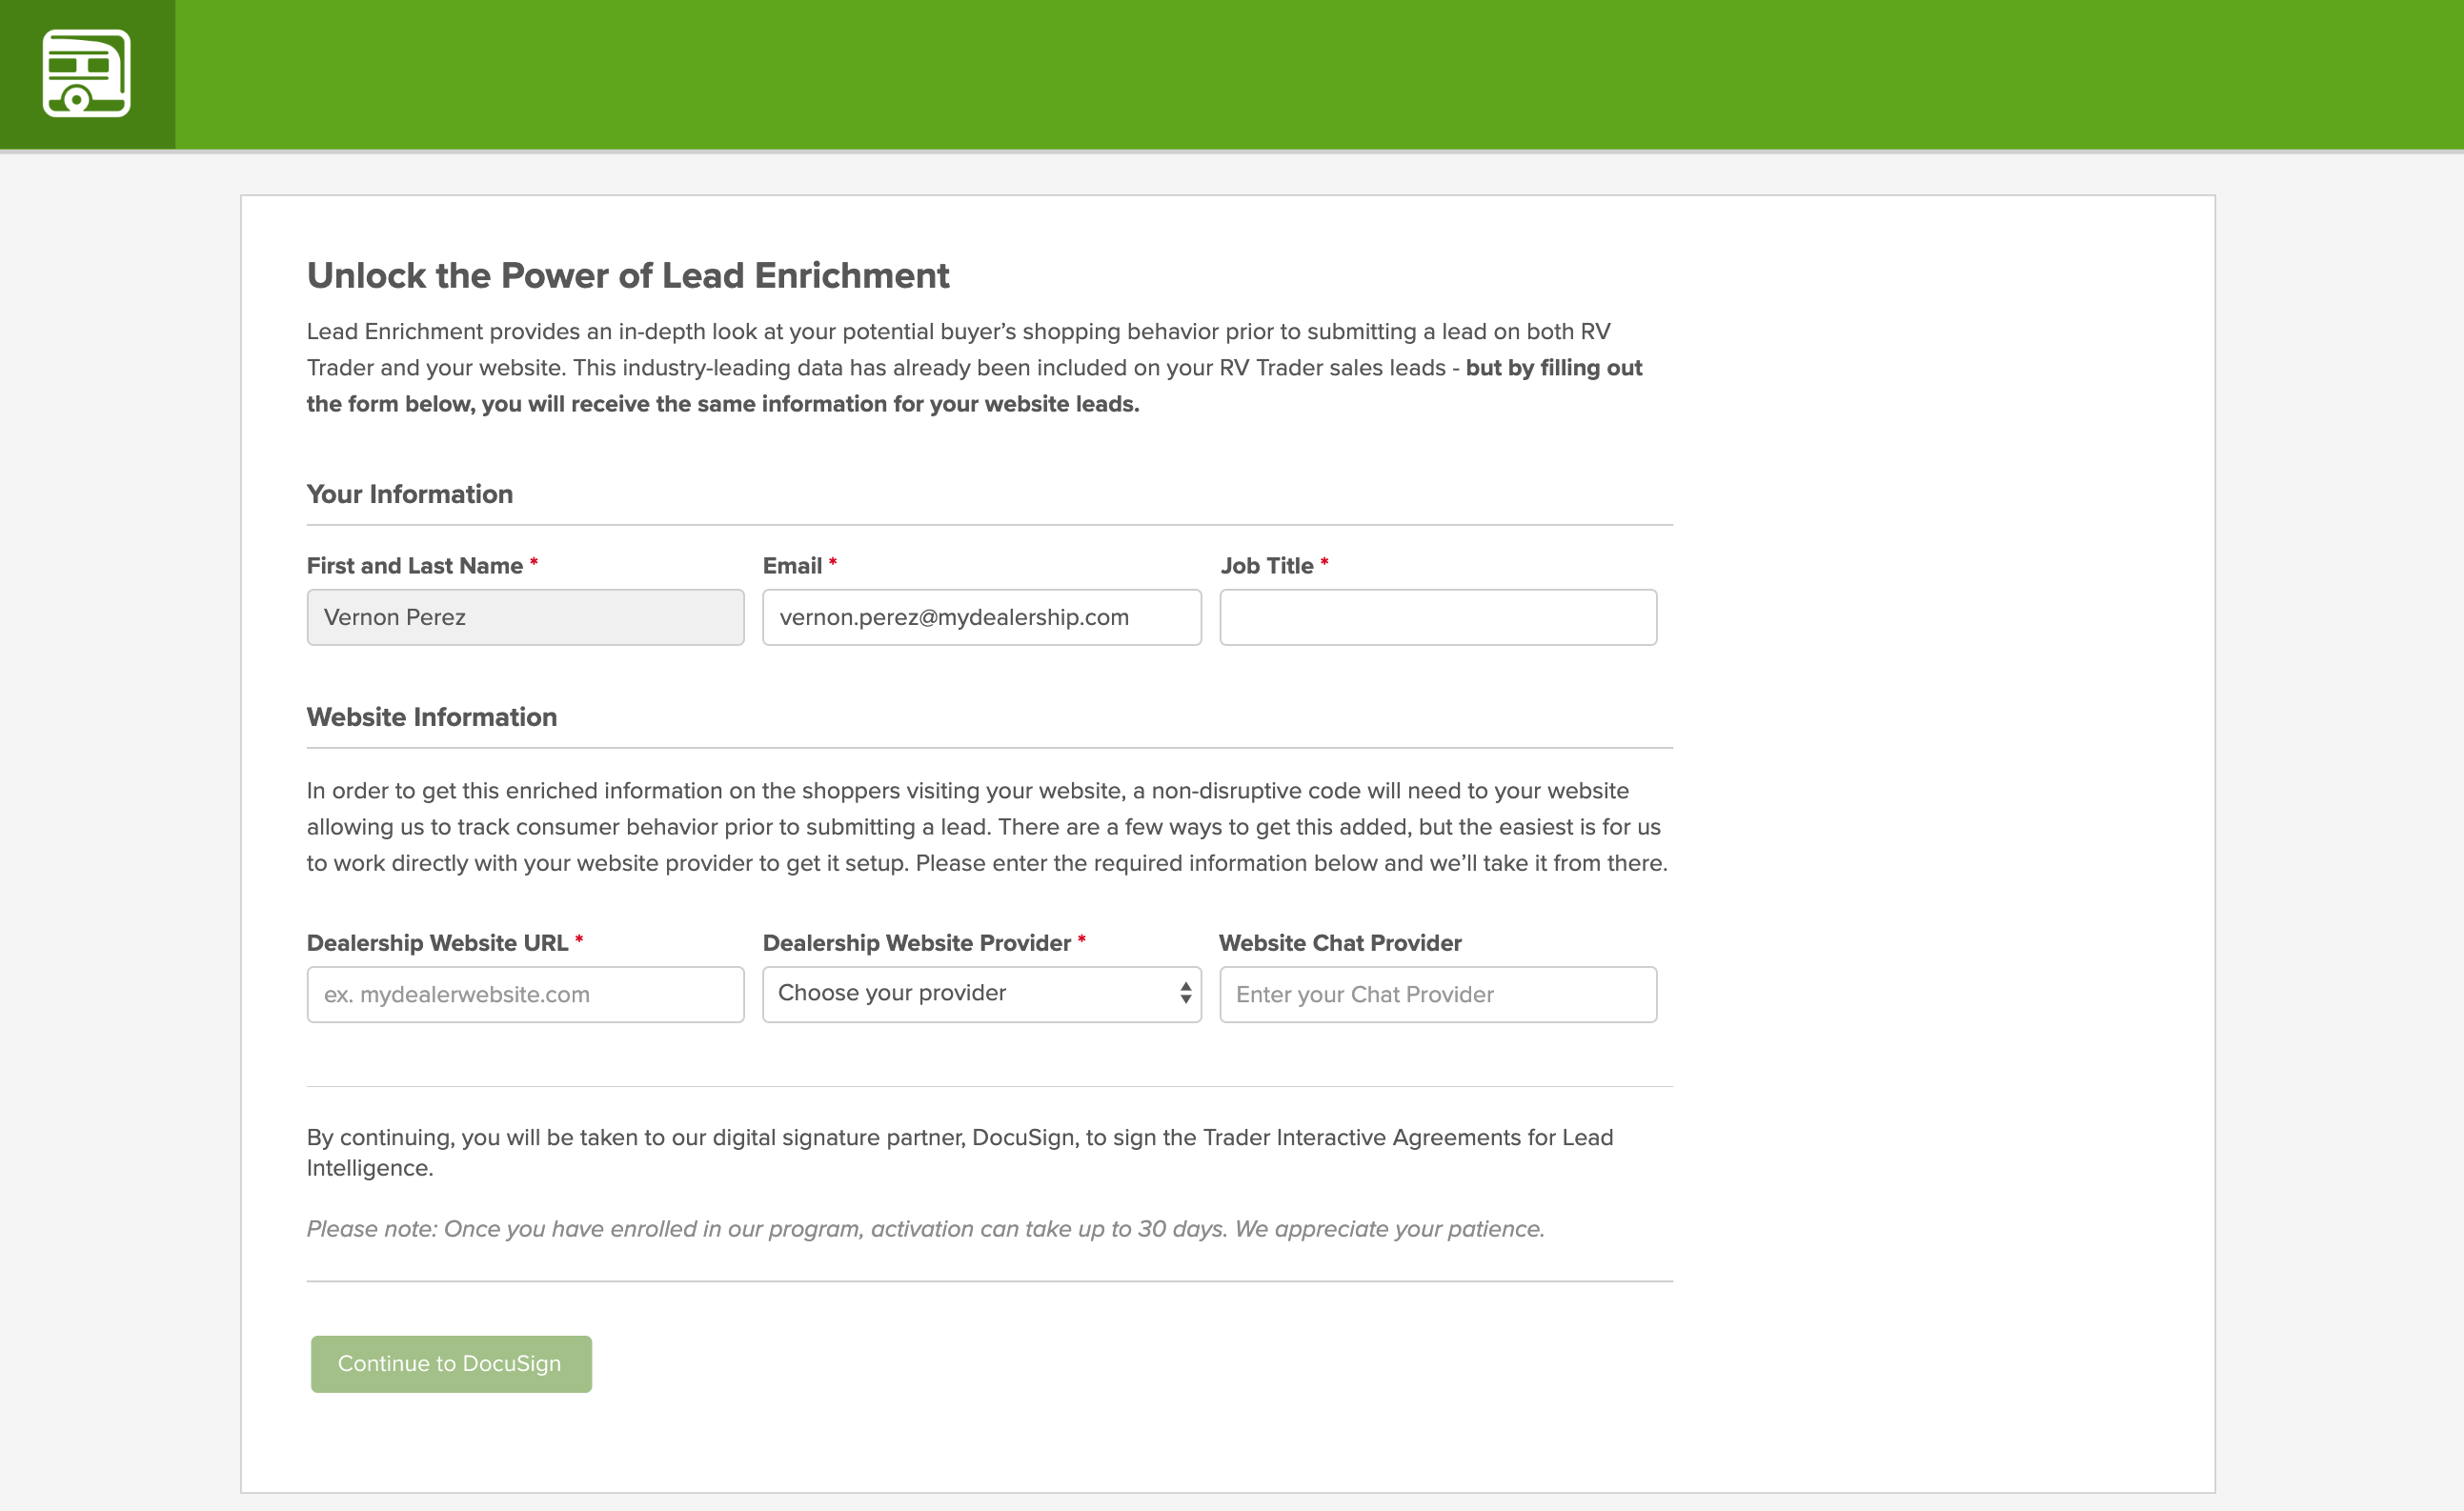 Unlock the Power of Lead Enrichment
Lead Enrichment provides an in-depth look at your potential buyer’s shopping behavior prior to submitting a lead on both RV
Trader and your website. This industry-leading data has already been included on your RV Trader sales leads - but by filling out
the form below, you will receive the same information for your website leads.
Your Information
First and Last Name * Email * Job Title *
Vernon Perez vernon.perez@mydealership.com
Website Information
In order to get this enriched information on the shoppers visiting your website, a non-disruptive code will need to your website
allowing us to track consumer behavior prior to submitting a lead. There are a few ways to get this added, but the easiest is for us
to work directly with your website provider to get it setup. Please enter the required information below and we’ll take it from there.
Dealership Website URL * Dealership Website Provider * Website Chat Provider
ex. mydealerwebsite.com Choose your provider Enter your Chat Provider
By continuing, you will be taken to our digital signature partner, DocuSign, to sign the Trader Interactive Agreements for Lead
Intelligence.
Please note: Once you have enrolled in our program, activation can take up to 30 days. We appreciate your patience.
Continue to DocuSign